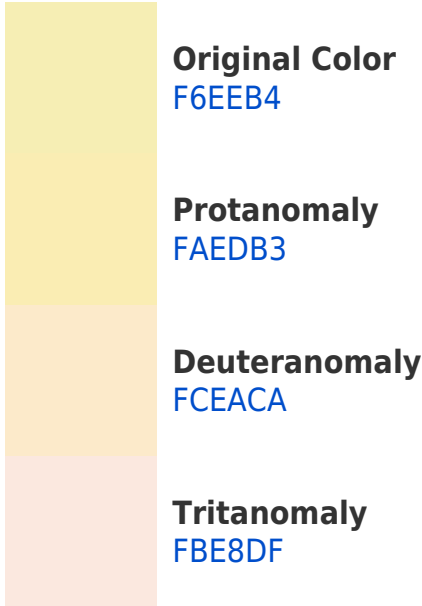 Original Color
F6EEB4
Protanomaly
FAEDB3
Deuteranomaly
FCEACA
Tritanomaly
FBE8DF